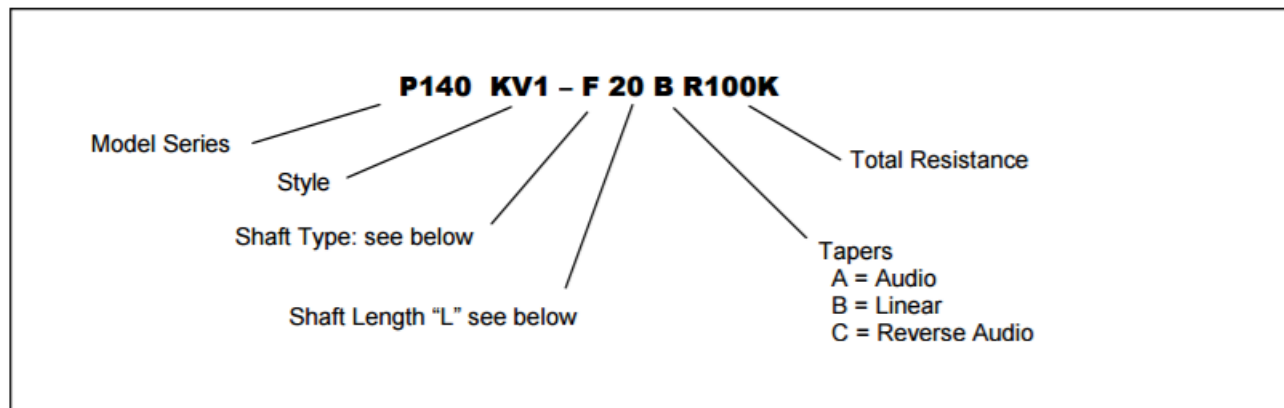 P140 KV1 – F 20 B R100K
Model Series
Total Resistance
Style
Shaft Type: see below
Tapers
A = Audio
B = Linear
C = Reverse Audio
Shaft Length “L” see below